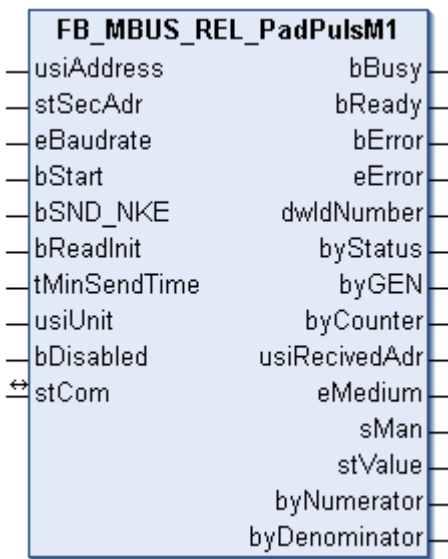 FB_MBUS_REL_PadPulsM1
usiAddress bBusy
stSecAdr bReady
eBaudrate bError
bStart eError
bSND_NKE dwIdNumber
bReadInit byStatus
tMinSendTime byGEN
usiUnit byCounter
bDisabled usiRecivedAdr
stCom eMedium
sMan
stValue
byNumerator
byDenominator